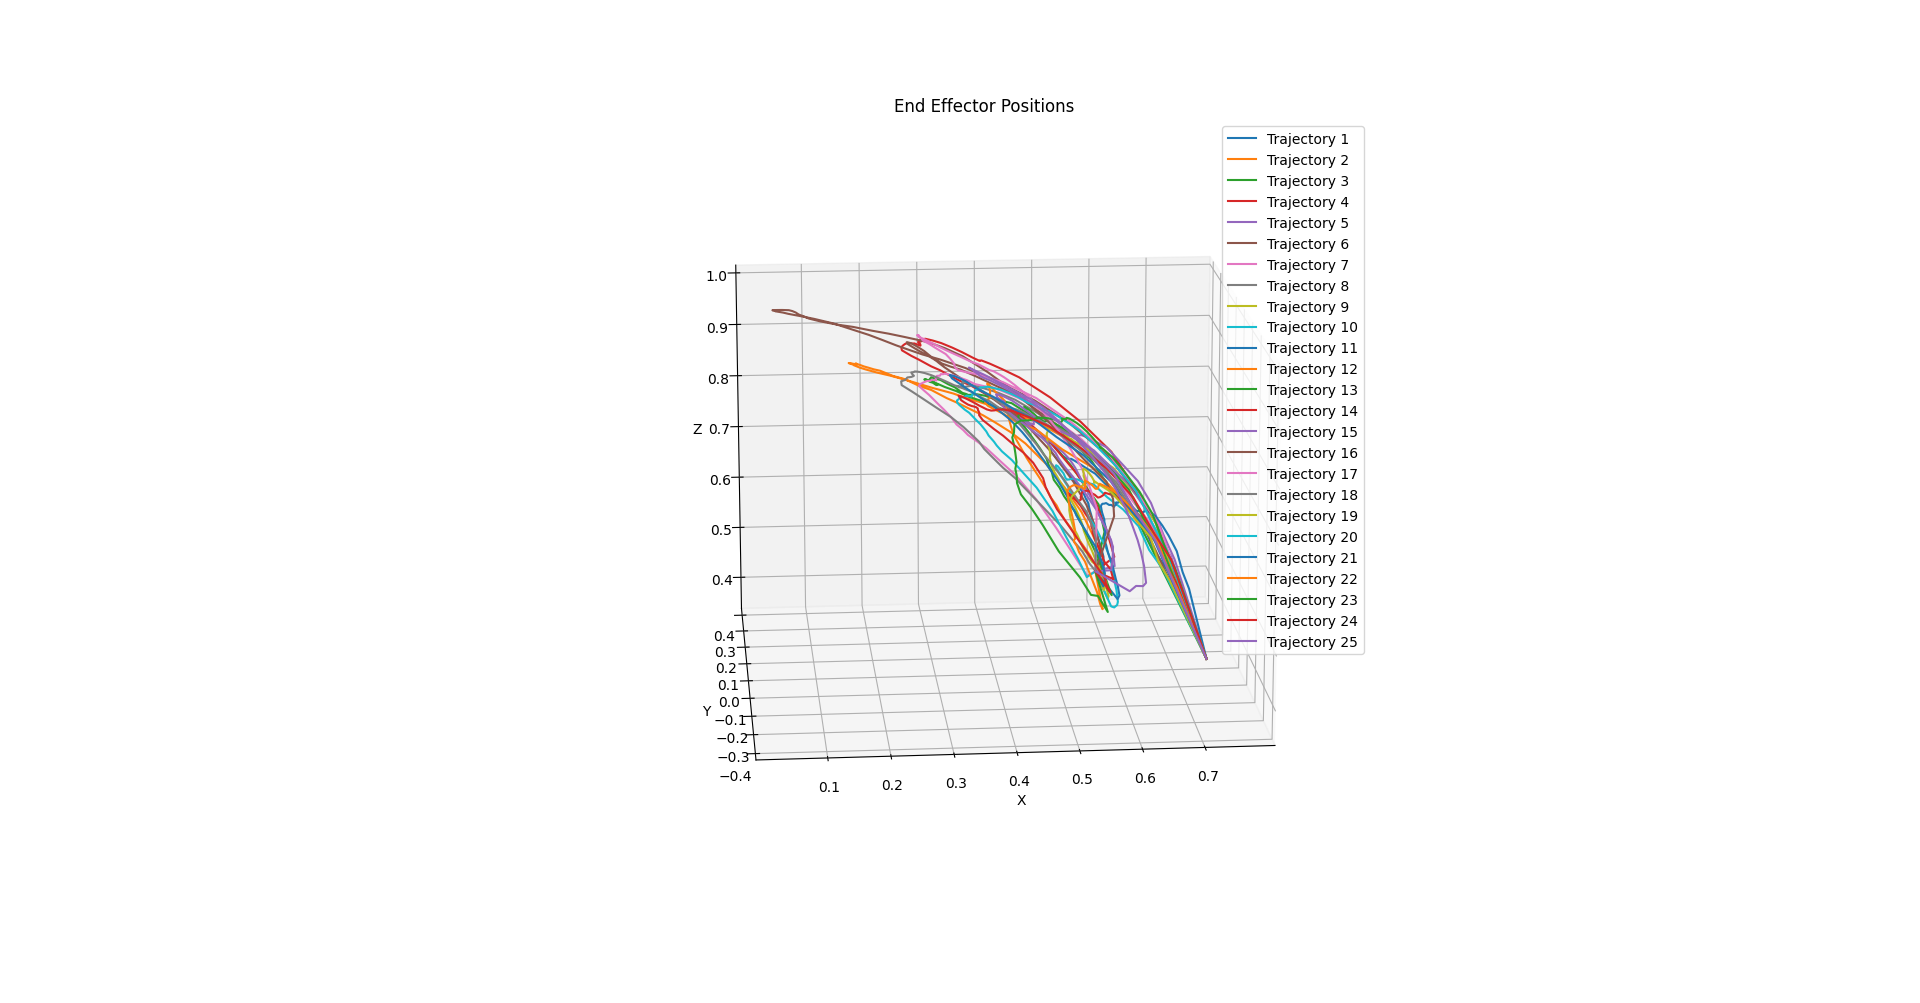 End Effector Positions
Trajectory 1
Trajectory 2
Trajectory 3
Trajectory 4
Trajectory 5
Trajectory 6
Trajectory 7
Trajectory 8
Trajectory 9
Trajectory 10
Trajectory 11
Trajectory 12
Trajectory 13
Trajectory 14
Trajectory 15
Trajectory 16
Trajectory 17
Trajectory 18
Trajectory 19
Trajectory 20
Trajectory 21
Trajectory 22
Trajectory 23
Trajectory 24
Trajectory 25
1.0
0.9
0.8
Z 0.7
0.6
0.5
0.4
0.4
0.3
0.2
0.1
0.0
Y −0.1
−0.2
−0.3
−0.4
0.1 0.2 0.3 0.4 0.5 0.6 0.7
X